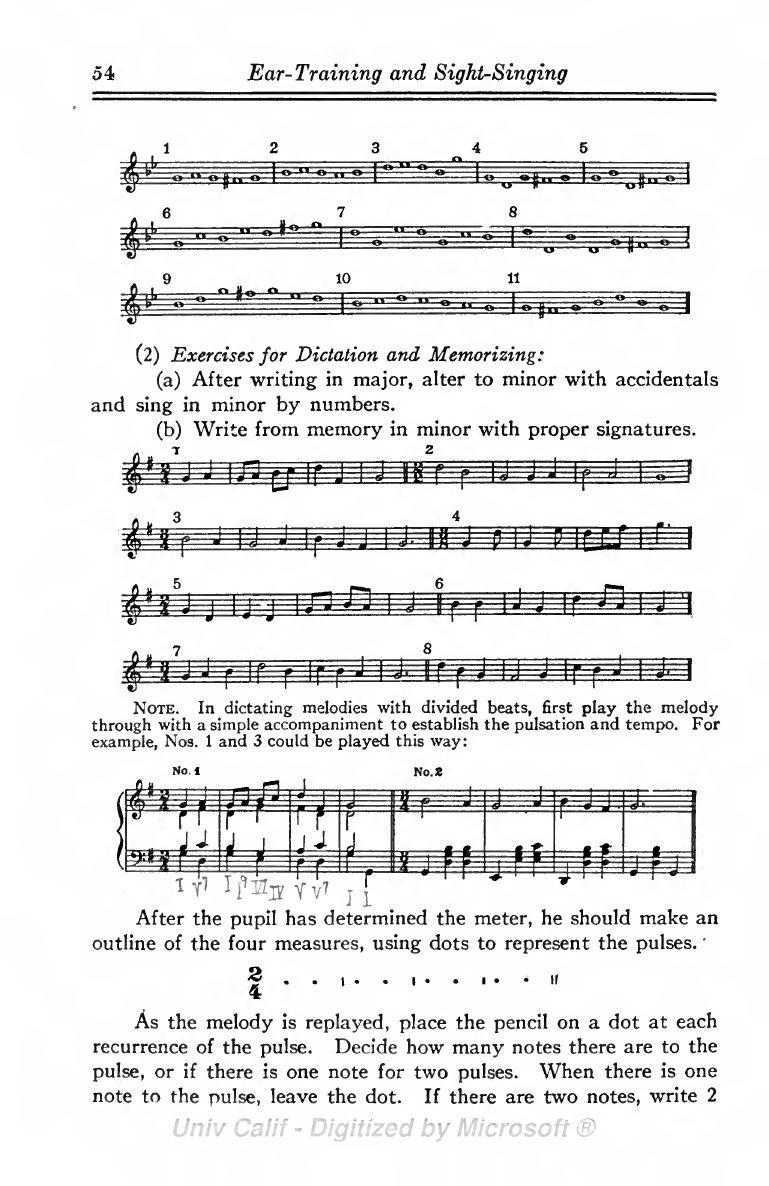 54 Ear-Training and Sight-Singing
1 2 3 4 5
6 7 8
9 10 11
(2) Exercises for Dictation and Memorizing:
(a) After writing in major, alter to minor with accidentals
and sing in minor by numbers.
(b) Write from memory in minor with proper signatures.
1 2
3 4
5 6
7 8
NOTE. In dictating melodies with divided beats, first play the melody
through with a simple accompaniment to establish the pulsation and tempo. For
example, Nos. 1 and 3 could be played this way:
No. 1 No. 2
I V7 I VI IV V V7 I I
After the pupil has determined the meter, he should make an
outline of the four measures, using dots to represent the pulses.
2
4
As the melody is replayed, place the pencil on a dot at each
recurrence of the pulse. Decide how many notes there are to the
pulse, or if there is one note for two pulses. When there is one
note to the pulse, leave the dot. If there are two notes, write 2
Univ Calif - Digitized by Microsoft ®